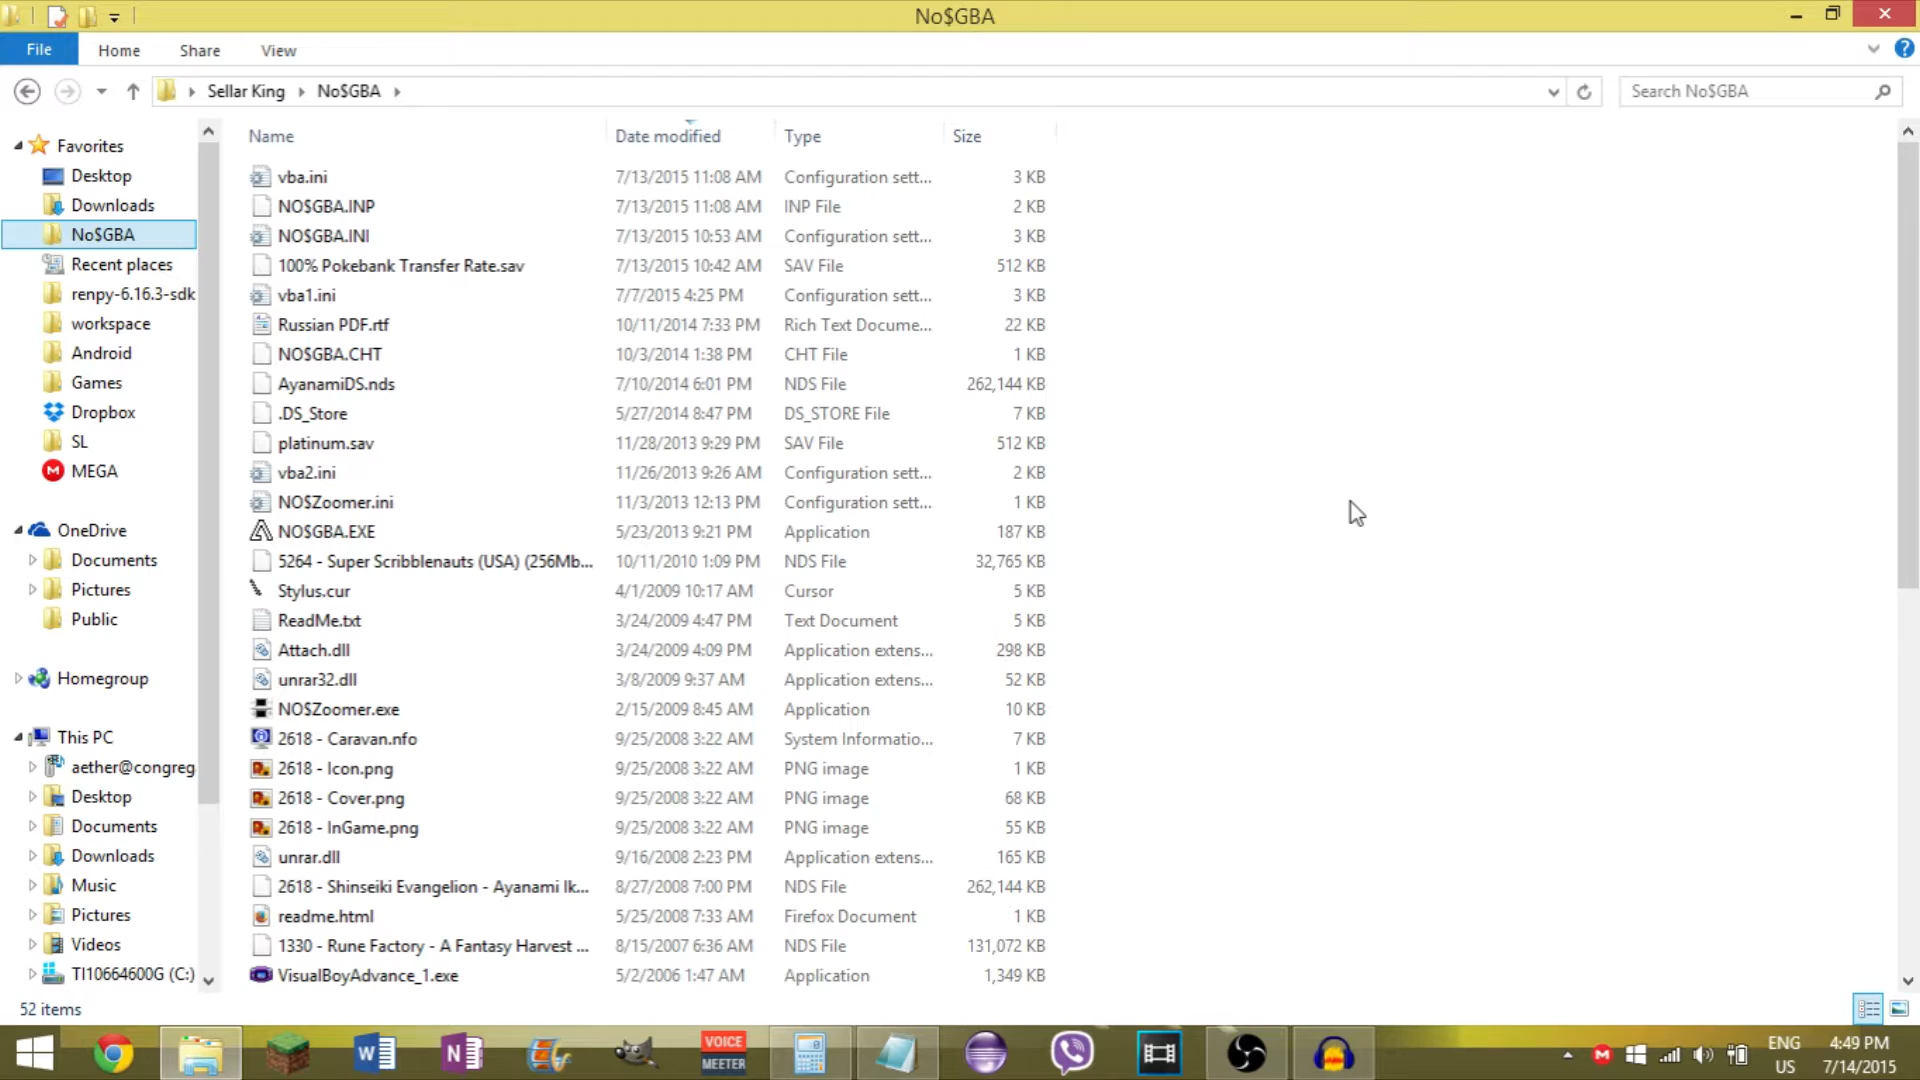 No$GBA
File Home Share View
Sellar King No$GBA Search No$GBA
Favorites
Desktop
Downloads
No$GBA
Recent places
renpy-6.16.3-sdk
workspace
Android
Games
Dropbox
SL
MEGA
OneDrive
Documents
Pictures
Public
Homegroup
This PC
aether@congreg
Desktop
Documents
Downloads
Music
Pictures
Videos
TI10664600G (C:)
Name Date modified Type Size
vba.ini 7/13/2015 11:08 AM Configuration sett... 3 KB
NO$GBA.INP 7/13/2015 11:08 AM INP File 2 KB
NO$GBA.INI 7/13/2015 10:53 AM Configuration sett... 3 KB
100% Pokebank Transfer Rate.sav 7/13/2015 10:42 AM SAV File 512 KB
vba1.ini 7/7/2015 4:25 PM Configuration sett... 3 KB
Russian PDF.rtf 10/11/2014 7:33 PM Rich Text Docume... 22 KB
NO$GBA.CHT 10/3/2014 1:38 PM CHT File 1 KB
AyanamiDS.nds 7/10/2014 6:01 PM NDS File 262,144 KB
.DS_Store 5/27/2014 8:47 PM DS_STORE File 7 KB
platinum.sav 11/28/2013 9:29 PM SAV File 512 KB
vba2.ini 11/26/2013 9:26 AM Configuration sett... 2 KB
NO$Zoomer.ini 11/3/2013 12:13 PM Configuration sett... 1 KB
NO$GBA.EXE 5/23/2013 9:21 PM Application 187 KB
5264 - Super Scribblenauts (USA) (256Mb... 10/11/2010 1:09 PM NDS File 32,765 KB
Stylus.cur 4/1/2009 10:17 AM Cursor 5 KB
ReadMe.txt 3/24/2009 4:47 PM Text Document 5 KB
Attach.dll 3/24/2009 4:09 PM Application extens... 298 KB
unrar32.dll 3/8/2009 9:37 AM Application extens... 52 KB
NO$Zoomer.exe 2/15/2009 8:45 AM Application 10 KB
2618 - Caravan.nfo 9/25/2008 3:22 AM System Informatio... 7 KB
2618 - Icon.png 9/25/2008 3:22 AM PNG image 1 KB
2618 - Cover.png 9/25/2008 3:22 AM PNG image 68 KB
2618 - InGame.png 9/25/2008 3:22 AM PNG image 55 KB
unrar.dll 9/16/2008 2:23 PM Application extens... 165 KB
2618 - Shinseiki Evangelion - Ayanami Ik... 8/27/2008 7:00 PM NDS File 262,144 KB
readme.html 5/25/2008 7:33 AM Firefox Document 1 KB
1330 - Rune Factory - A Fantasy Harvest ... 8/15/2007 6:36 AM NDS File 131,072 KB
VisualBoyAdvance_1.exe 5/2/2006 1:47 AM Application 1,349 KB
52 items
VOICE
MEETER
ENG
US
4:49 PM
7/14/2015